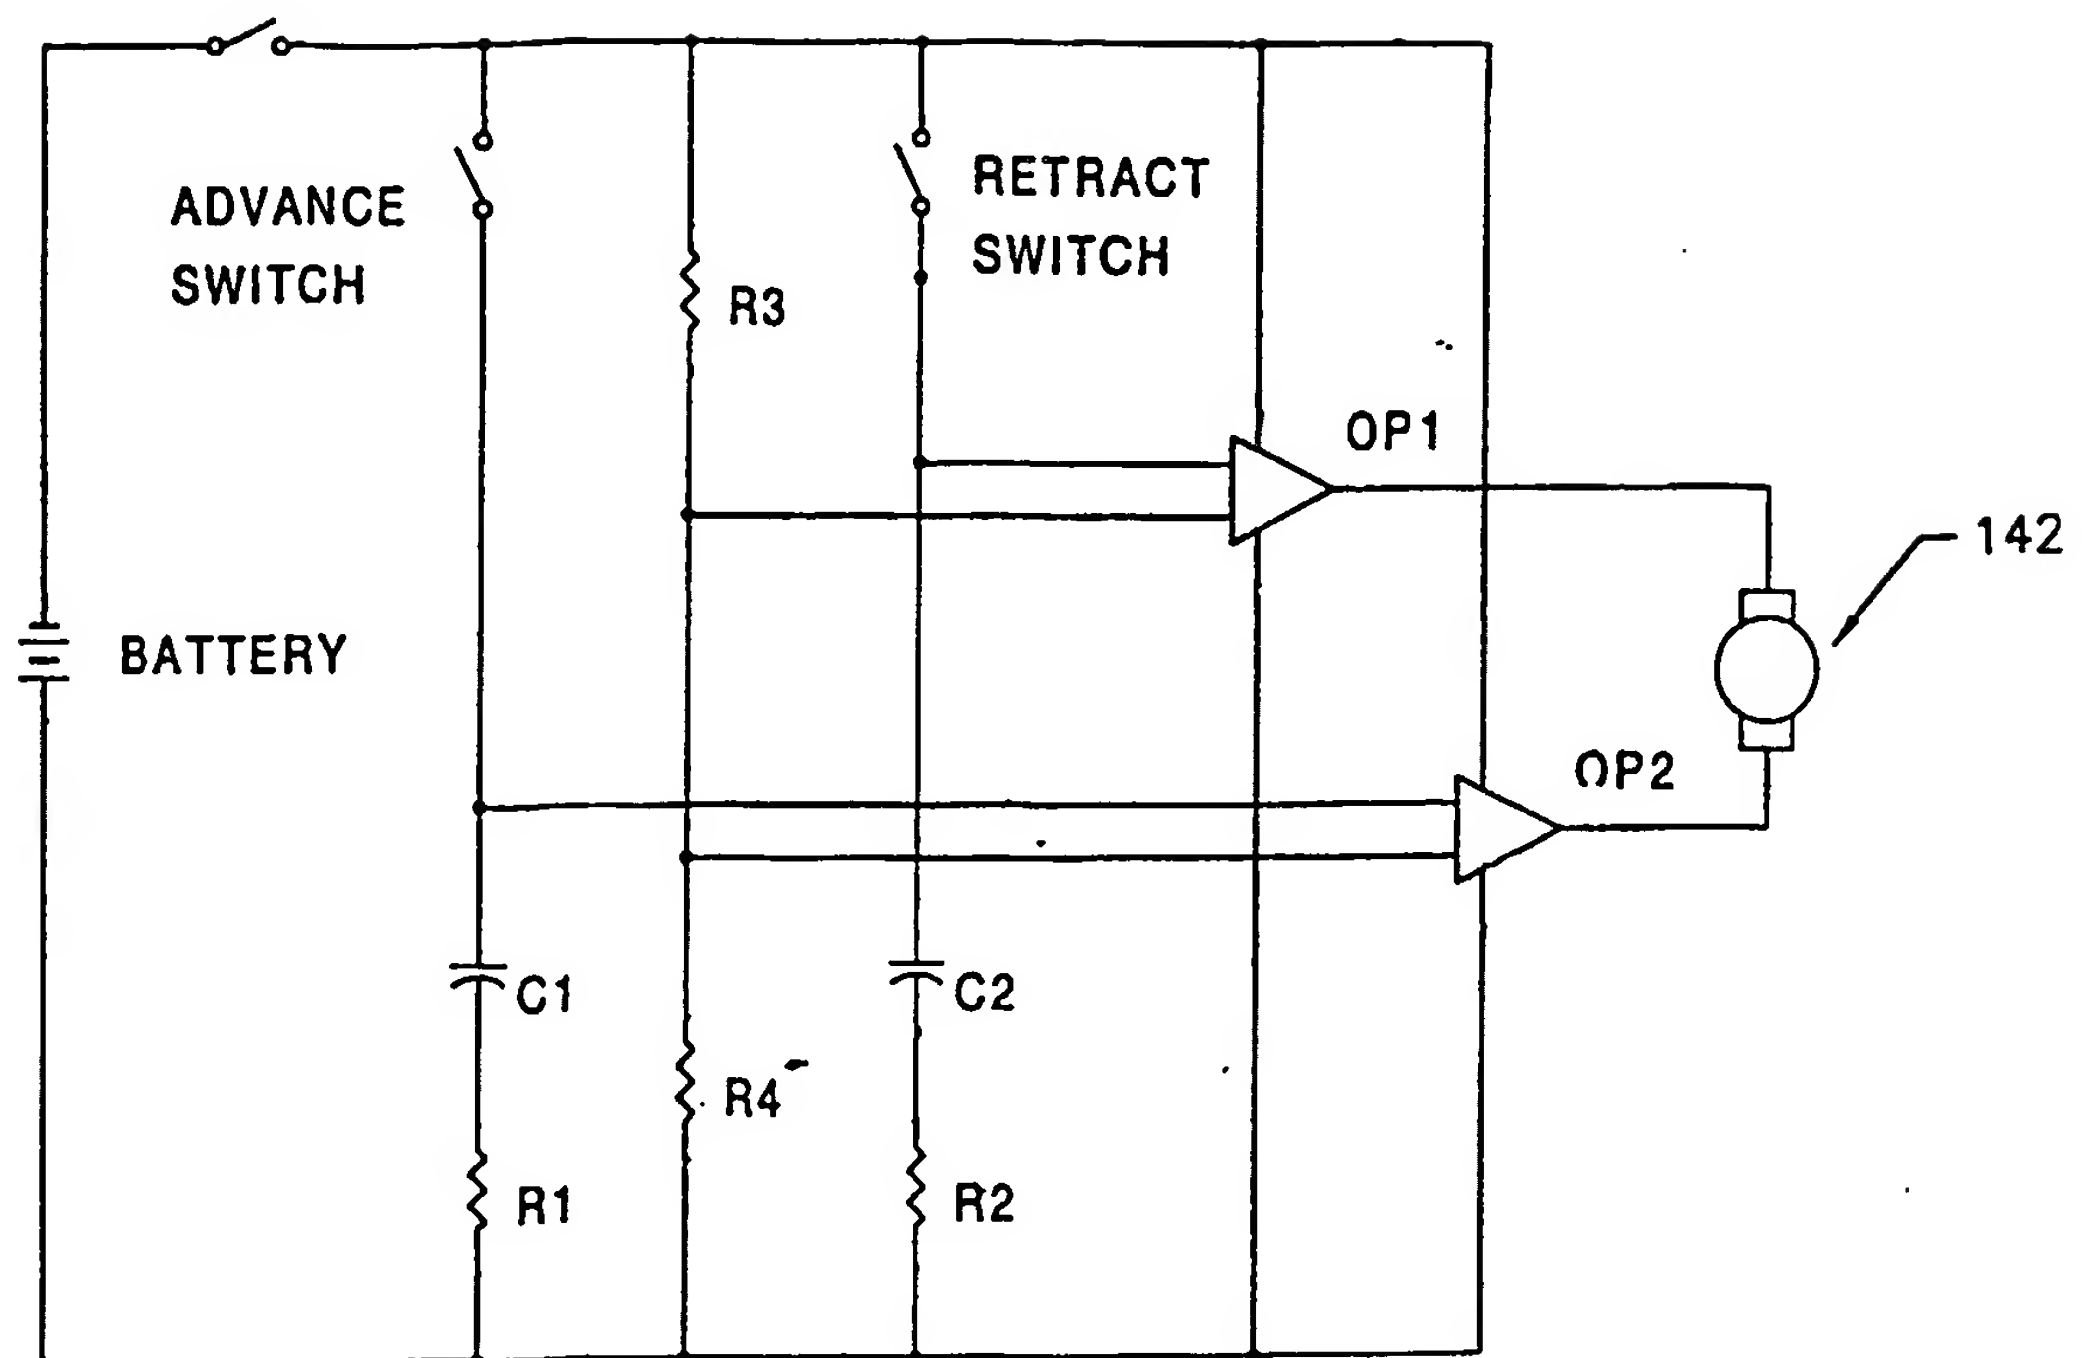 ADVANCE
SWITCH
RETRACT
SWITCH
R3
OP1
142
BATTERY
OP2
C1
C2
R4
R1
R2